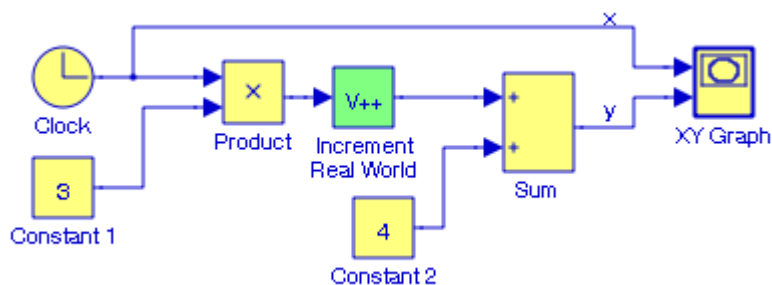 x
Clock
×
Product
V++
Increment
Real World
+
+
Sum
y
XY Graph
3
Constant 1
4
Constant 2